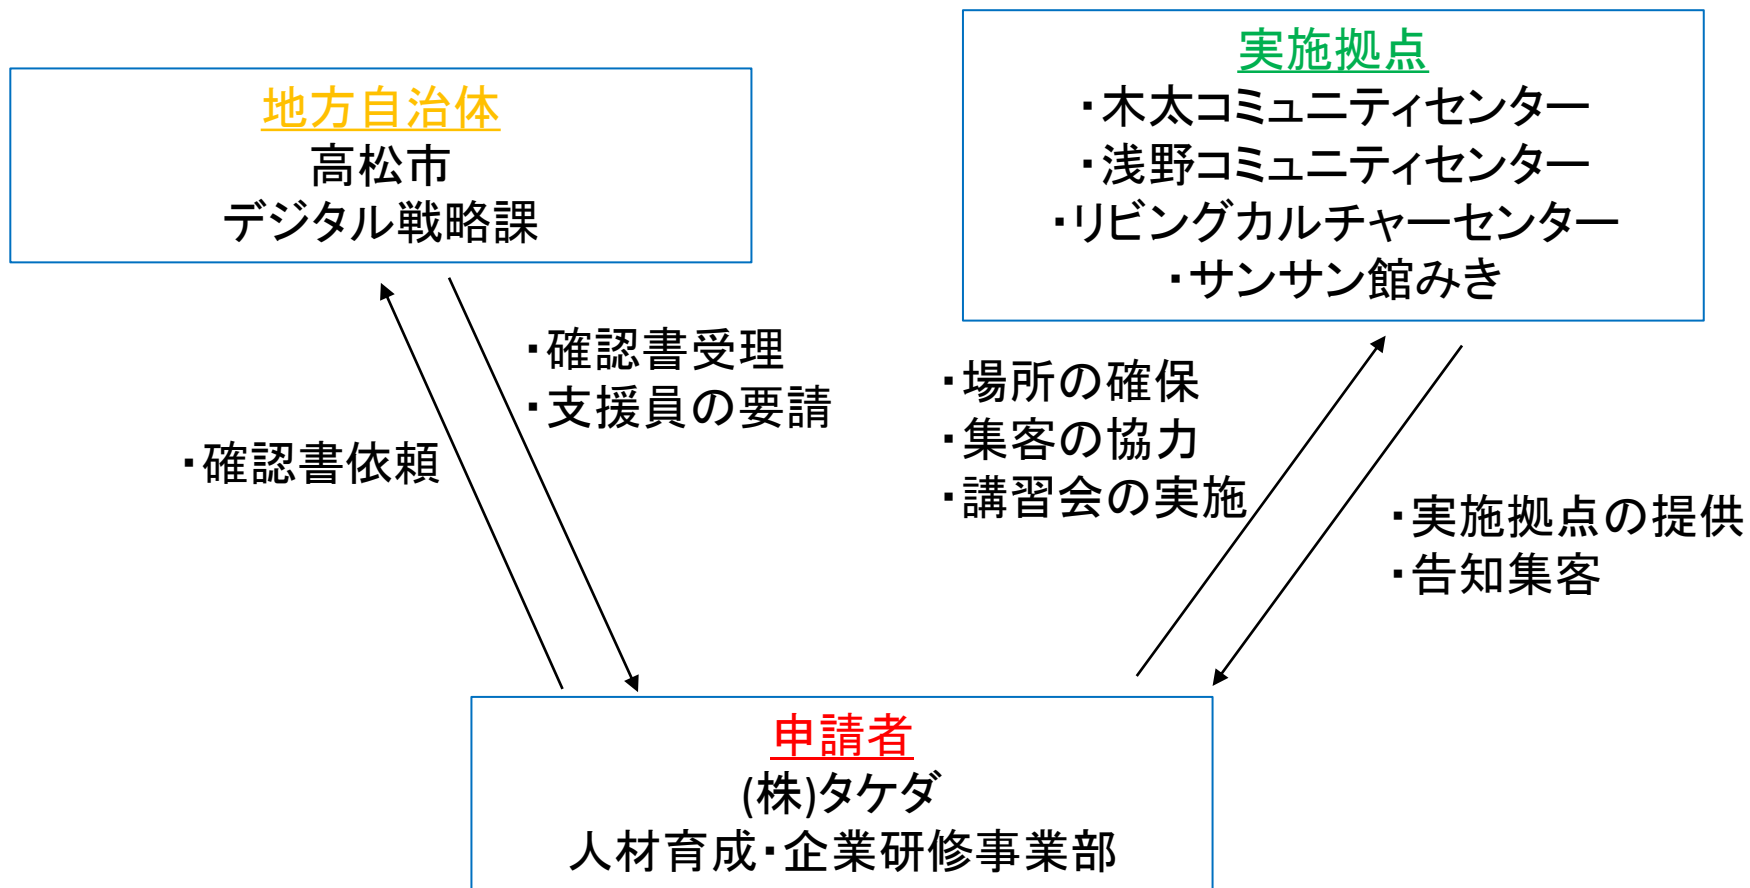 地方自治体
高松市
デジタル戦略課
実施拠点
・木太コミュニティセンター
・浅野コミュニティセンター
・リビングカルチャーセンター
・サンサン館みき
・確認書受理
・支援員の要請
・確認書依頼
・場所の確保
・集客の協力
・講習会の実施
・実施拠点の提供
・告知集客
申請者
(株)タケダ
人材育成・企業研修事業部